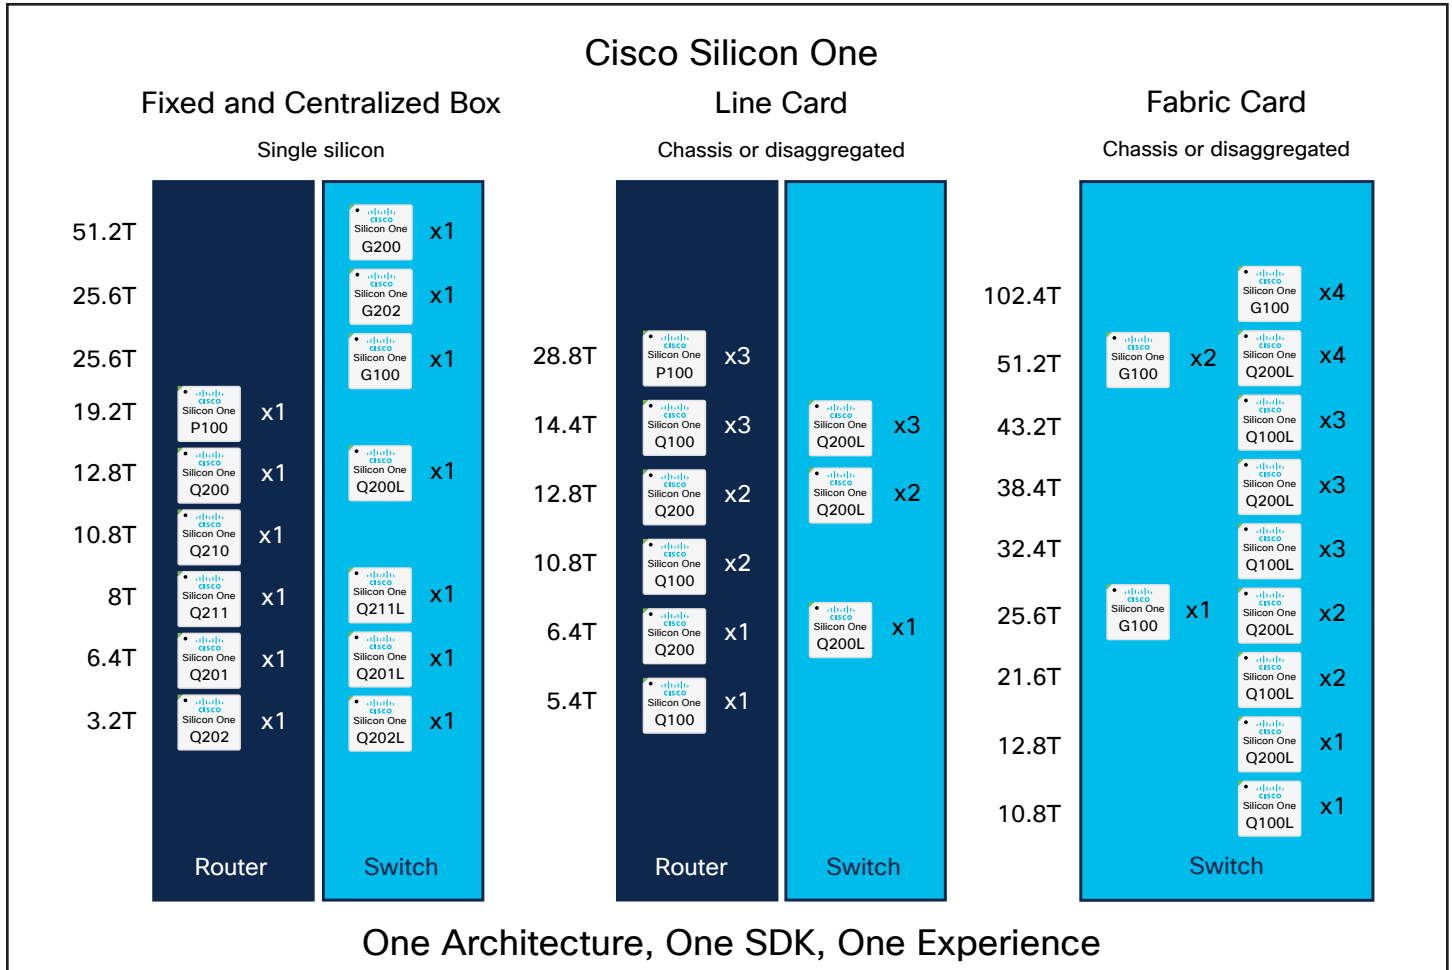 Cisco Silicon One
Fixed and Centralized Box
Single silicon
51.2T
cisco
Silicon One
G200
x1
25.6T
cisco
Silicon One
G202
x1
25.6T
cisco
Silicon One
G100
x1
19.2T
cisco
Silicon One
P100
x1
12.8T
cisco
Silicon One
Q200
x1
cisco
Silicon One
Q200L
x1
10.8T
cisco
Silicon One
Q210
x1
8T
cisco
Silicon One
Q211
x1
cisco
Silicon One
Q211L
x1
6.4T
cisco
Silicon One
Q201
x1
cisco
Silicon One
Q201L
x1
3.2T
cisco
Silicon One
Q202
x1
cisco
Silicon One
Q202L
x1
Router
Switch
Line Card
Chassis or disaggregated
28.8T
cisco
Silicon One
P100
x3
14.4T
cisco
Silicon One
Q100
x3
cisco
Silicon One
Q200L
x3
12.8T
cisco
Silicon One
Q200
x2
cisco
Silicon One
Q200L
x2
10.8T
cisco
Silicon One
Q100
x2
6.4T
cisco
Silicon One
Q200
x1
cisco
Silicon One
Q200L
x1
5.4T
cisco
Silicon One
Q100
x1
Router
Switch
Fabric Card
Chassis or disaggregated
102.4T
cisco
Silicon One
G100
x4
51.2T
cisco
Silicon One
G100
x2
cisco
Silicon One
Q200L
x4
43.2T
cisco
Silicon One
Q100L
x3
38.4T
cisco
Silicon One
Q200L
x3
32.4T
cisco
Silicon One
Q100L
x3
25.6T
cisco
Silicon One
G100
x1
cisco
Silicon One
Q200L
x2
21.6T
cisco
Silicon One
Q100L
x2
12.8T
cisco
Silicon One
Q200L
x1
10.8T
cisco
Silicon One
Q100L
x1
Switch
One Architecture, One SDK, One Experience